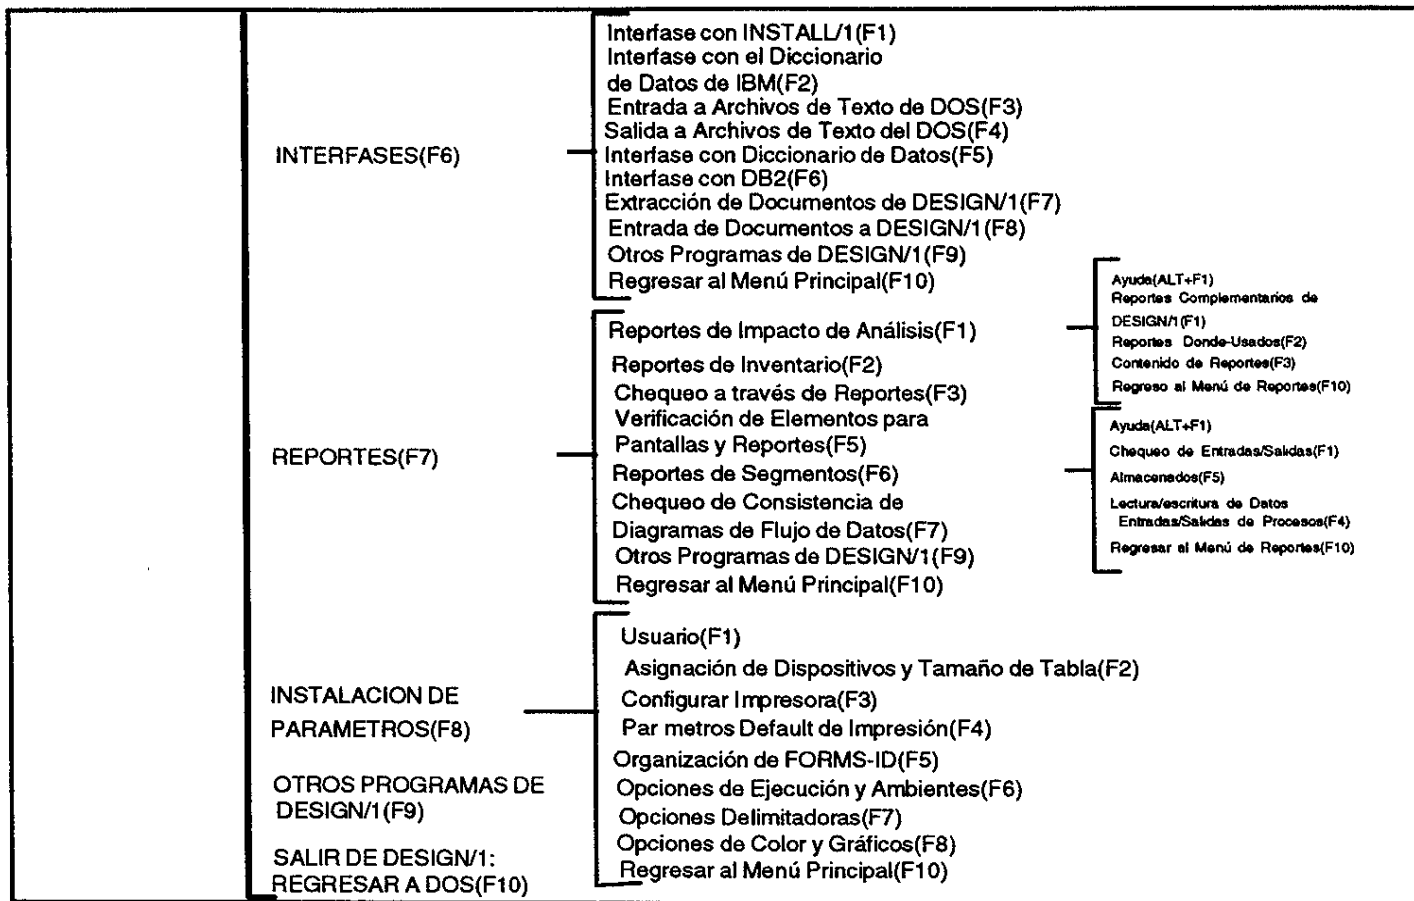 INTERFASES(F6)
Interfase con INSTALL/1(F1)
Interfase con el Diccionario
de Datos de IBM(F2)
Entrada a Archivos de Texto de DOS(F3)
Salida a Archivos de Texto del DOS(F4)
Interfase con Diccionario de Datos(F5)
Interfase con DB2(F6)
Extracción de Documentos de DESIGN/1(F7)
Entrada de Documentos a DESIGN/1(F8)
Otros Programas de DESIGN/1(F9)
Regresar al Menú Principal(F10)
REPORTES(F7)
Reportes de Impacto de Análisis(F1)
Reportes de Inventario(F2)
Chequeo a través de Reportes(F3)
Verificación de Elementos para
Pantallas y Reportes(F5)
Reportes de Segmentos(F6)
Chequeo de Consistencia de
Diagramas de Flujo de Datos(F7)
Otros Programas de DESIGN/1(F9)
Regresar al Menú Principal(F10)
Ayuda(ALT+F1)
Reportes Complementarios de
DESIGN/1(F1)
Reportes Donde-Usados(F2)
Contenido de Reportes(F3)
Regreso al Menú de Reportes(F10)
Ayuda(ALT+F1)
Chequeo de Entradas/Salidas(F1)
Almacenados(F5)
Lectura/escritura de Datos
Entradas/Salidas de Procesos(F4)
Regresar al Menú de Reportes(F10)
INSTALACION DE
PARAMETROS(F8)
Usuario(F1)
Asignación de Dispositivos y Tamaño de Tabla(F2)
Configurar Impresora(F3)
Par metros Default de Impresión(F4)
Organización de FORMS-ID(F5)
Opciones de Ejecución y Ambientes(F6)
Opciones Delimitadoras(F7)
Opciones de Color y Gráficos(F8)
Regresar al Menú Principal(F10)
OTROS PROGRAMAS DE
DESIGN/1(F9)
SALIR DE DESIGN/1:
REGRESAR A DOS(F10)